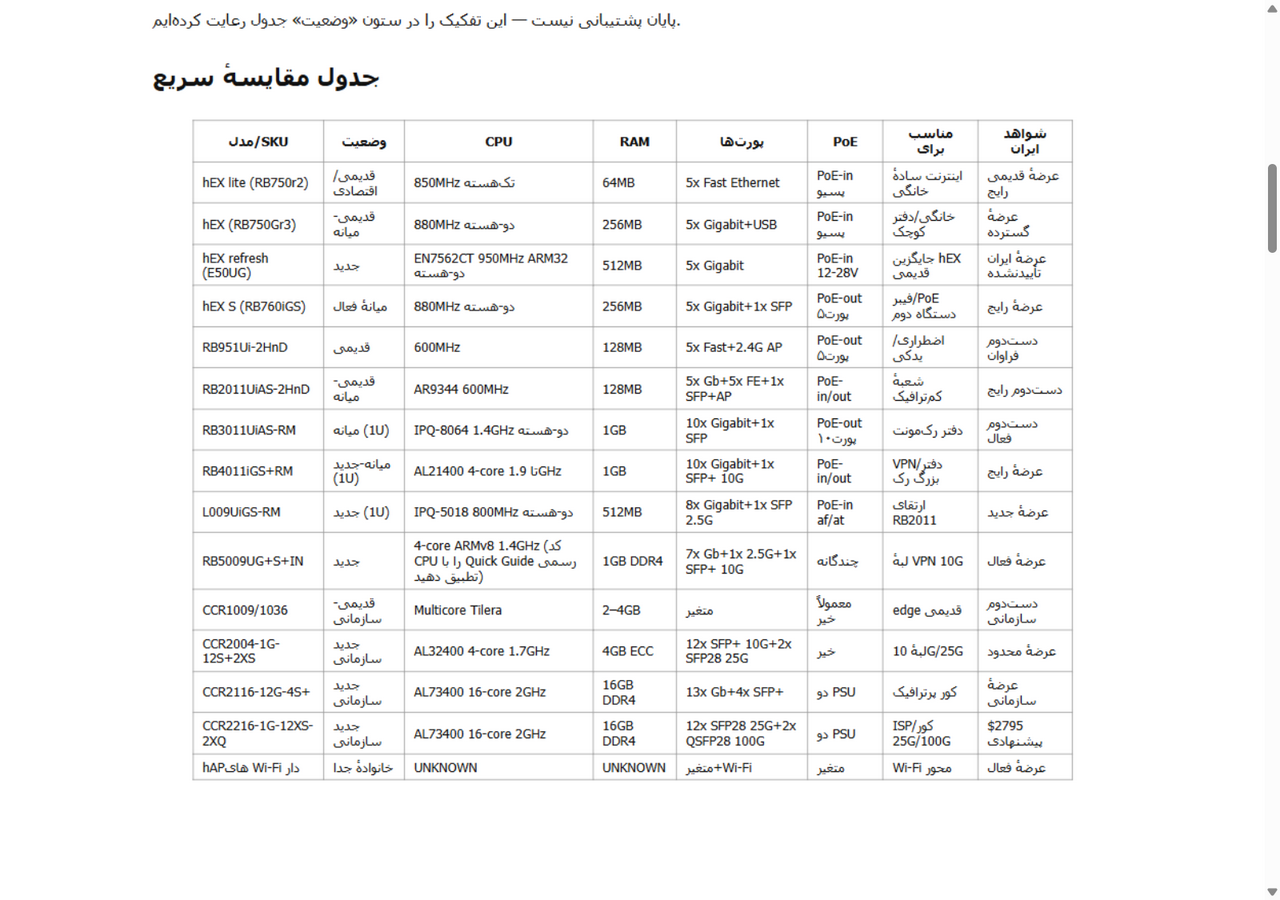 پایان پشتیبانی نیست — این تفکیک را در ستون «وضعیت» جدول رعایت کرده‌ایم.
جدول مقایسهٔ سریع
مدل/SKU | وضعیت | CPU | RAM | پورت‌ها | PoE | مناسب برای | شواهد ایران
hEX lite (RB750r2) | قدیمی/اقتصادی | 850MHz تک‌هسته | 64MB | 5x Fast Ethernet | PoE-in پسیو | اینترنت سادهٔ خانگی | عرضهٔ قدیمی رایج
hEX (RB750Gr3) | قدیمی-میانه | 880MHz دو-هسته | 256MB | 5x Gigabit+USB | PoE-in پسیو | خانگی/دفتر کوچک | عرضهٔ گسترده
hEX refresh (E50UG) | جدید | EN7562CT 950MHz ARM32 دو-هسته | 512MB | 5x Gigabit | PoE-in 12-28V | جایگزین hEX قدیمی | عرضهٔ ایران تأییدنشده
hEX S (RB760iGS) | میانهٔ فعال | 880MHz دو-هسته | 256MB | 5x Gigabit+1x SFP | PoE-out پورت۵ | فیبر/PoE دستگاه دوم | عرضهٔ رایج
RB951Ui-2HnD | قدیمی | 600MHz | 128MB | 5x Fast+2.4G AP | PoE-out پورت۵ | اضطراری/یدکی | دست‌دوم فراوان
RB2011UiAS-2HnD | قدیمی-میانه | AR9344 600MHz | 128MB | 5x Gb+5x FE+1x SFP+AP | PoE-in/out | شعبهٔ کم‌ترافیک | دست‌دوم رایج
RB3011UiAS-RM | میانه (1U) | IPQ-8064 1.4GHz دو-هسته | 1GB | 10x Gigabit+1x SFP | PoE-out پورت۱۰ | دفتر رک‌مونت | دست‌دوم فعال
RB4011iGS+RM | میانه-جدید (1U) | AL21400 4-core 1.9 تاGHz | 1GB | 10x Gigabit+1x SFP+ 10G | PoE-in/out | دفتر/VPN بزرگ رک | عرضهٔ رایج
L009UiGS-RM | جدید (1U) | IPQ-5018 800MHz دو-هسته | 512MB | 8x Gigabit+1x SFP 2.5G | PoE-in af/at | ارتقای RB2011 | عرضهٔ جدید
RB5009UG+S+IN | جدید | 4-core ARMv8 1.4GHz (کد CPU را با Quick Guide رسمی تطبیق دهید) | 1GB DDR4 | 7x Gb+1x 2.5G+1x SFP+ 10G | چندگانه | لبهٔ VPN 10G | عرضهٔ فعال
CCR1009/1036 | قدیمی-سازمانی | Multicore Tilera | 2–4GB | متغیر | معمولاً خیر | edge قدیمی | دست‌دوم سازمانی
CCR2004-1G-12S+2XS | جدید سازمانی | AL32400 4-core 1.7GHz | 4GB ECC | 12x SFP+ 10G+2x SFP28 25G | خیر | لبهٔ 10G/25G | عرضهٔ محدود
CCR2116-12G-4S+ | جدید سازمانی | AL73400 16-core 2GHz | 16GB DDR4 | 13x Gb+4x SFP+ | دو PSU | کور پرترافیک | عرضهٔ سازمانی
CCR2216-1G-12XS-2XQ | جدید سازمانی | AL73400 16-core 2GHz | 16GB DDR4 | 12x SFP28 25G+2x QSFP28 100G | دو PSU | کور/ISP 25G/100G | $2795 پیشنهادی
hAPهای Wi-Fi دار | خانوادهٔ جدا | UNKNOWN | UNKNOWN | متغیر+Wi-Fi | متغیر | Wi-Fi محور | عرضهٔ فعال